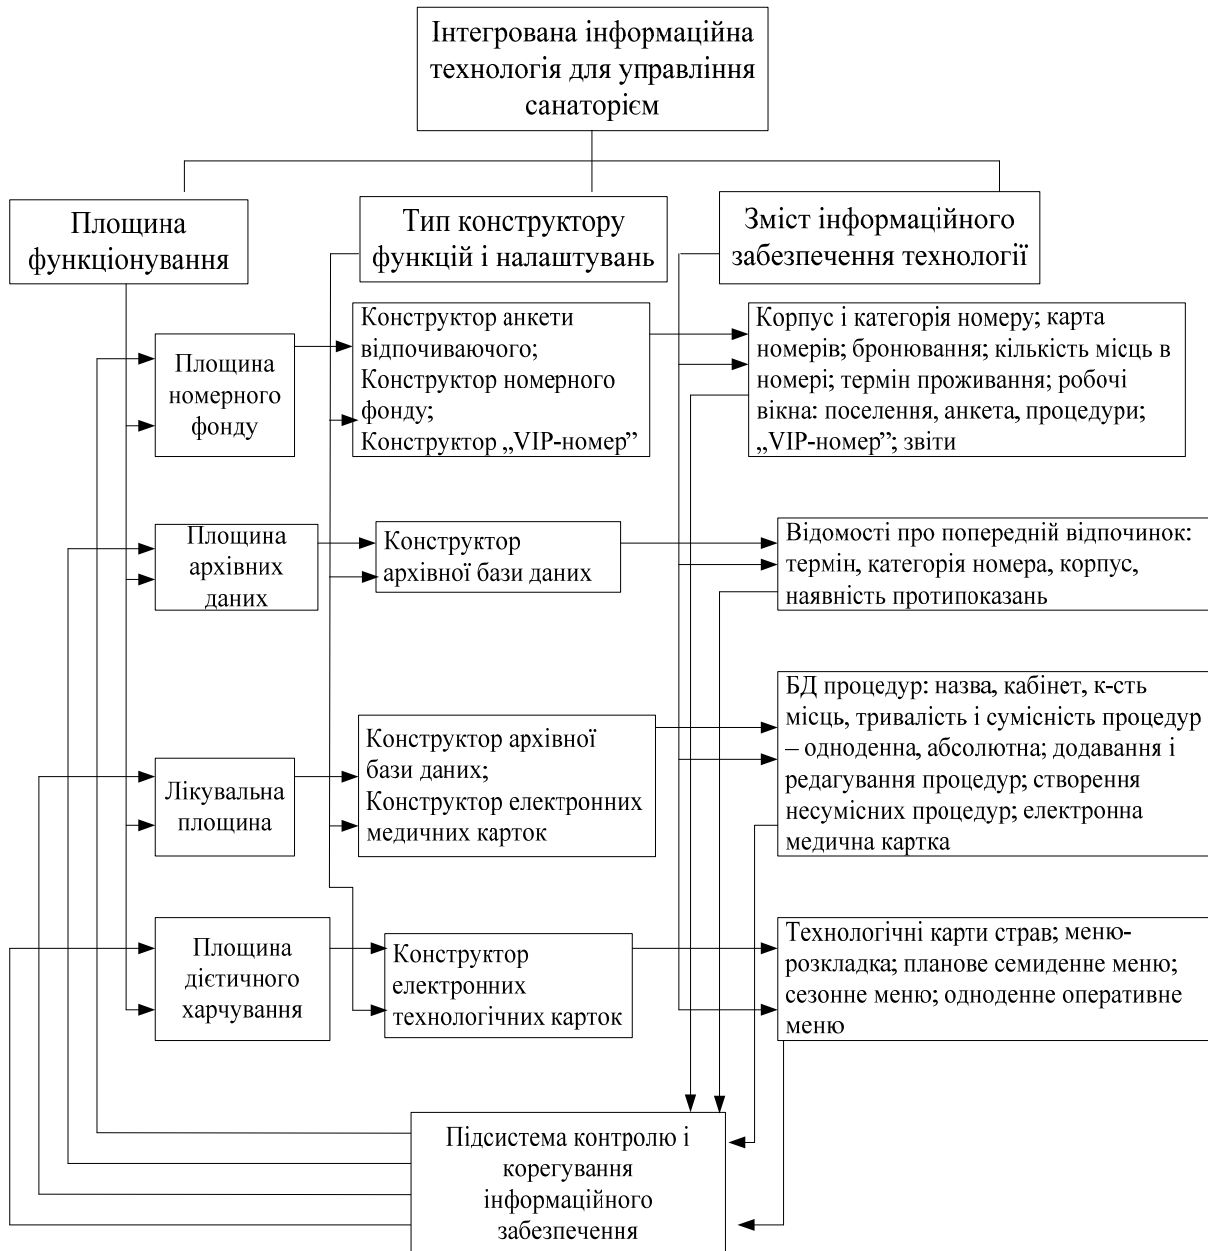 Інтегрована інформаційна
технологія для управління
санаторієм
Площина
функціонування
Тип конструктору
функцій і налаштувань
Зміст інформаційного
забезпечення технології
Площина
номерного
фонду
Конструктор анкети
відпочиваючого;
Конструктор номерного
фонду;
Конструктор „VIP-номер”
Корпус і категорія номеру; карта
номерів; бронювання; кількість місць в
номері; термін проживання; робочі
вікна: поселення, анкета, процедури;
„VIP-номер”; звіти
Площина
архівних
даних
Конструктор
архівної бази даних
Відомості про попередній відпочинок:
термін, категорія номера, корпус,
наявність протипоказань
Лікувальна
площина
Конструктор архівної
бази даних;
Конструктор електронних
медичних карток
БД процедур: назва, кабінет, к-сть
місць, тривалість і сумісність процедур
– одноденна, абсолютна; додавання і
редагування процедур; створення
несумісних процедур; електронна
медична картка
Площина
дієтичного
харчування
Конструктор
електронних
технологічних карток
Технологічні карти страв; меню-
розкладка; планове семиденне меню;
сезонне меню; одноденне оперативне
меню
Підсистема контролю і
корегування
інформаційного
забезпечення